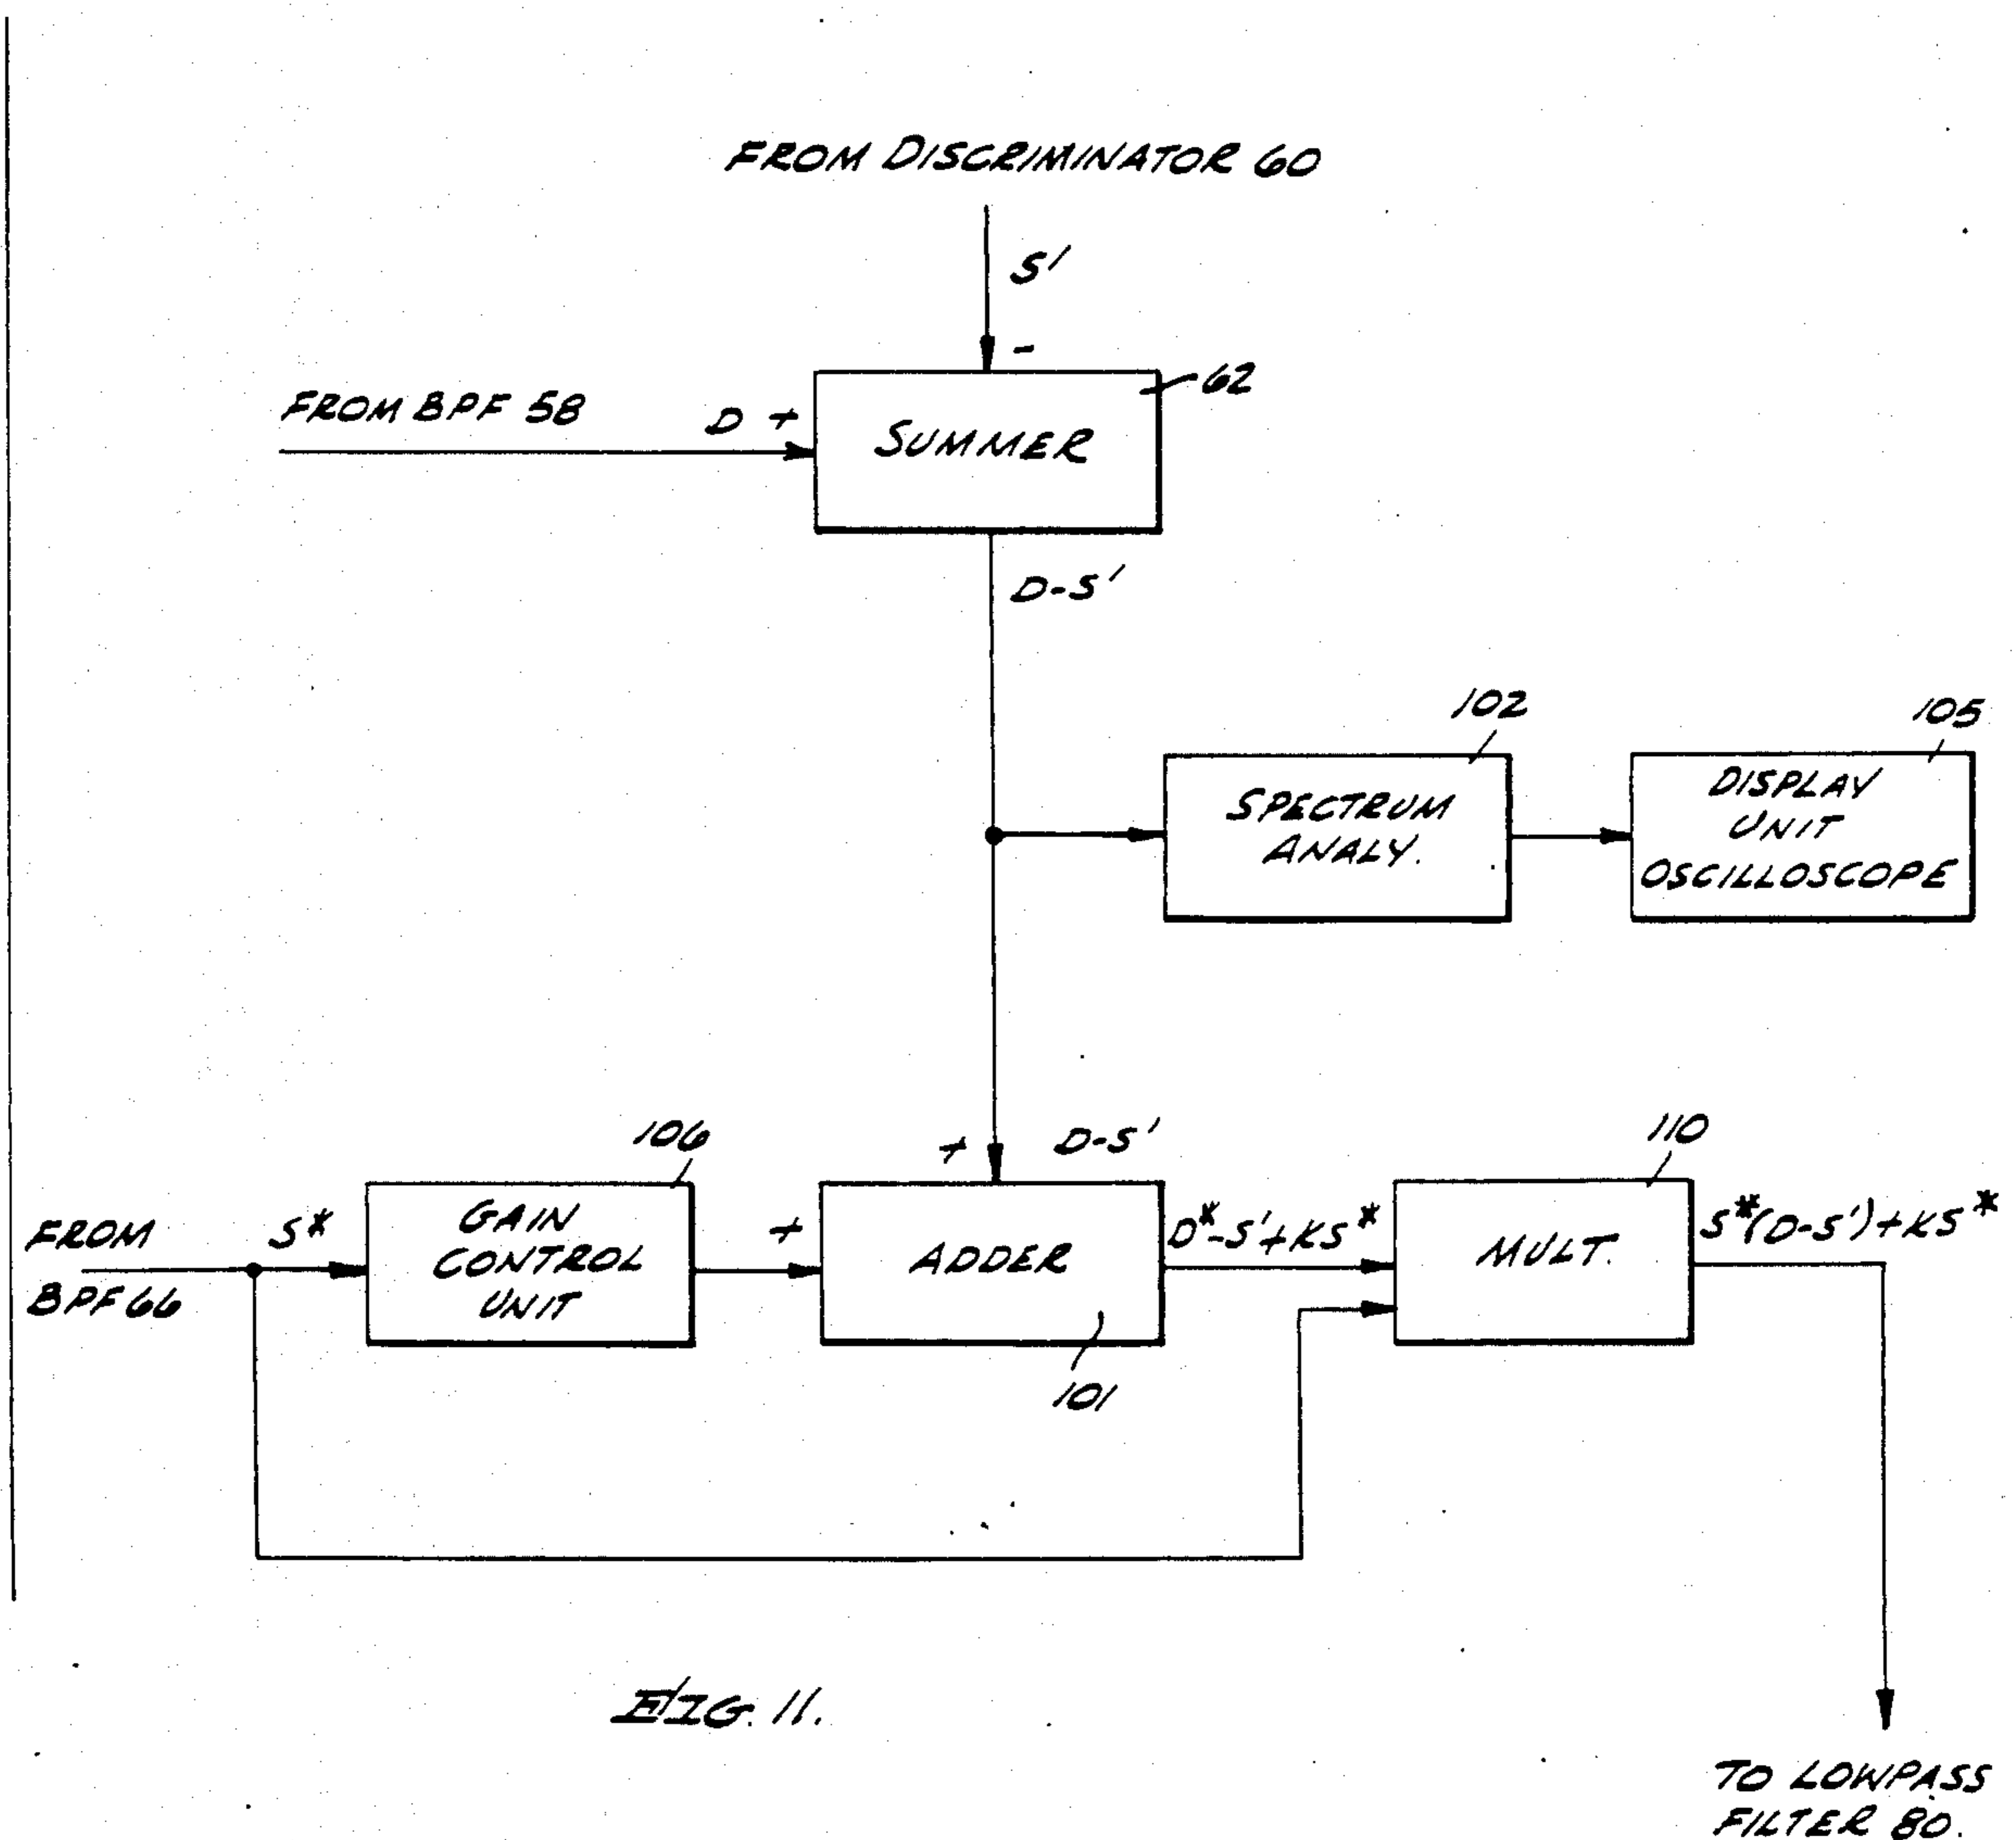 FROM DISCRIMINATOR 60
S'
-
62
FROM BPF 58
D +
SUMMER
D-S'
102
105
SPECTRUM
ANALY.
DISPLAY
UNIT
OSCILLOSCOPE
106
+
D-S'
110
FROM
BPF 66
S*
GAIN
CONTROL
UNIT
+
ADDER
D*-S'+KS*
MULT.
S*(D-S')+KS*
101
FIG. 11.
TO LOWPASS
FILTER 80.